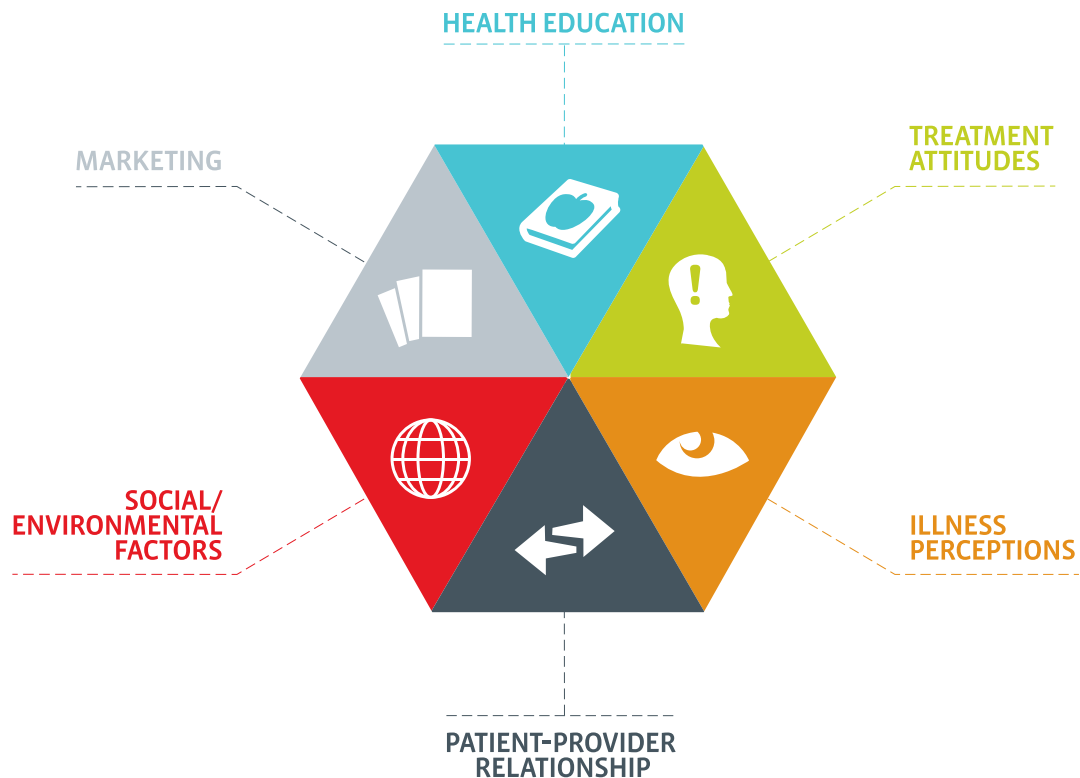 HEALTH EDUCATION
MARKETING
TREATMENT
ATTITUDES
SOCIAL/
ENVIRONMENTAL
FACTORS
ILLNESS
PERCEPTIONS
PATIENT-PROVIDER
RELATIONSHIP